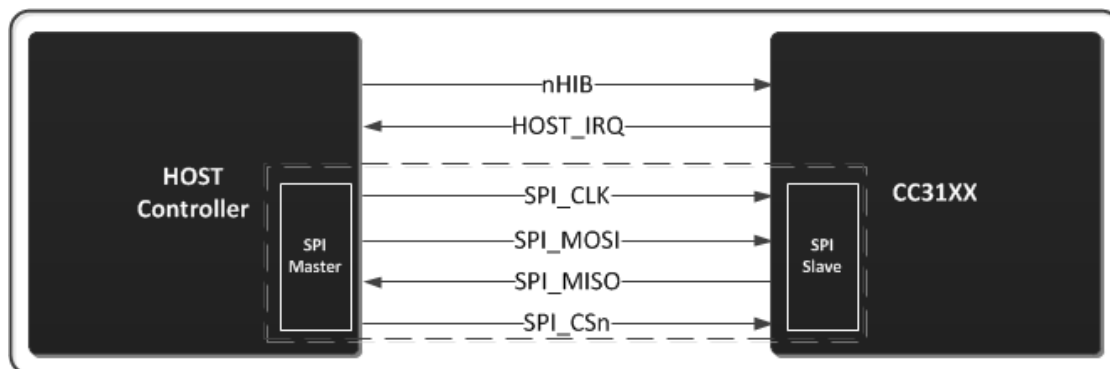 nHIB
HOST_IRQ
HOST
Controller
SPI
Master
SPI_CLK
SPI_MOSI
SPI_MISO
SPI_CSn
SPI
Slave
CC31XX